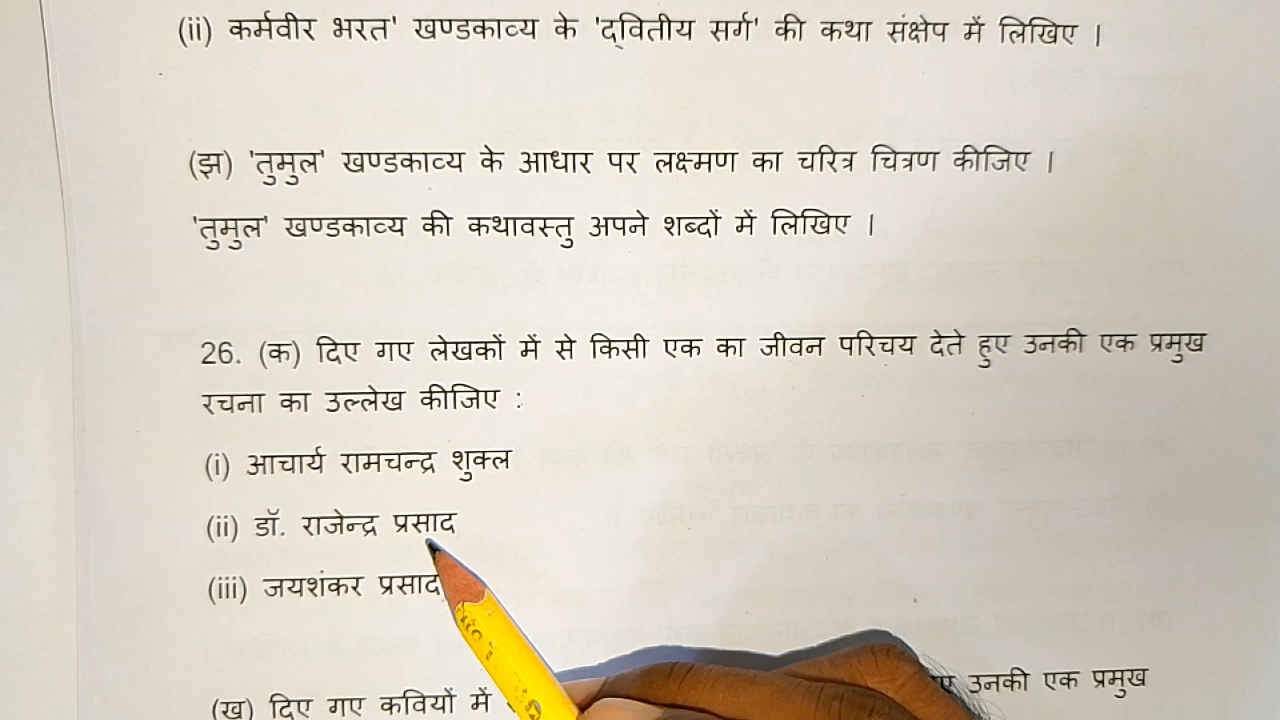 (ii) कर्मवीर भरत' खण्डकाव्य के 'द्वितीय सर्ग' की कथा संक्षेप में लिखिए ।
(झ) 'तुमुल' खण्डकाव्य के आधार पर लक्ष्मण का चरित्र चित्रण कीजिए ।
'तुमुल' खण्डकाव्य की कथावस्तु अपने शब्दों में लिखिए ।
26. (क) दिए गए लेखकों में से किसी एक का जीवन परिचय देते हुए उनकी एक प्रमुख
रचना का उल्लेख कीजिए :
(i) आचार्य रामचन्द्र शुक्ल
(ii) डॉ. राजेन्द्र प्रसाद
(iii) जयशंकर प्रसाद
(ख) दिए गए कवियों में उनकी एक प्रमुख